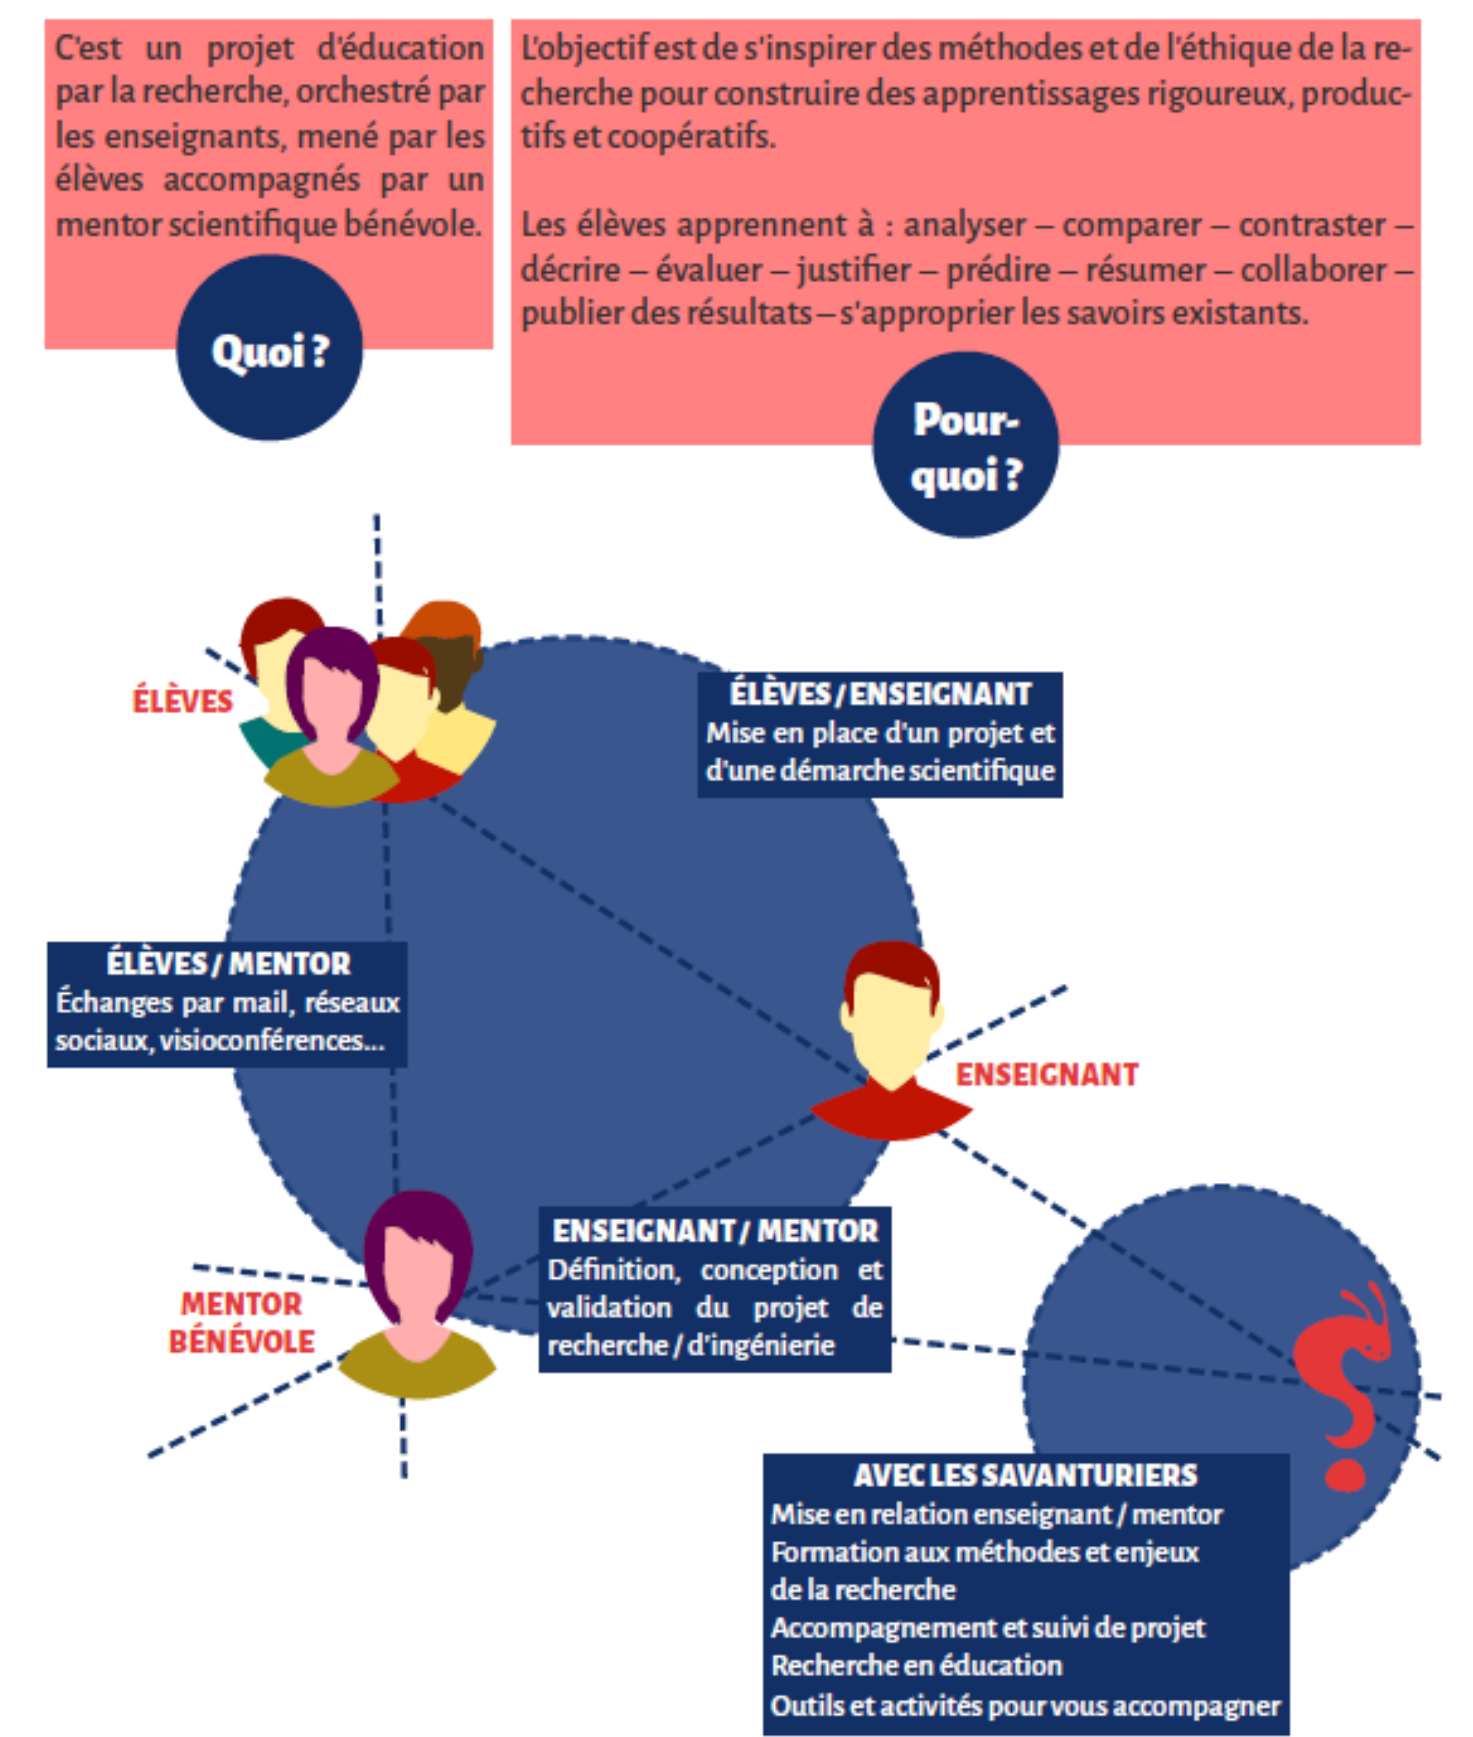 C'est un projet d'éducation
par la recherche, orchestré par
les enseignants, mené par les
élèves accompagnés par un
mentor scientifique bénévole.
Quoi ?
L'objectif est de s'inspirer des méthodes et de l'éthique de la re-
cherche pour construire des apprentissages rigoureux, produc-
tifs et coopératifs.
Les élèves apprennent à : analyser – comparer – contraster –
décrire – évaluer – justifier – prédire – résumer – collaborer –
publier des résultats – s'approprier les savoirs existants.
Pour-
quoi ?
ÉLÈVES
ÉLÈVES / ENSEIGNANT
Mise en place d'un projet et
d'une démarche scientifique
ÉLÈVES / MENTOR
Échanges par mail, réseaux
sociaux, visioconférences...
ENSEIGNANT
MENTOR
BÉNÉVOLE
ENSEIGNANT / MENTOR
Définition, conception et
validation du projet de
recherche / d'ingénierie
AVEC LES SAVANTURIERS
Mise en relation enseignant / mentor
Formation aux méthodes et enjeux
de la recherche
Accompagnement et suivi de projet
Recherche en éducation
Outils et activités pour vous accompagner